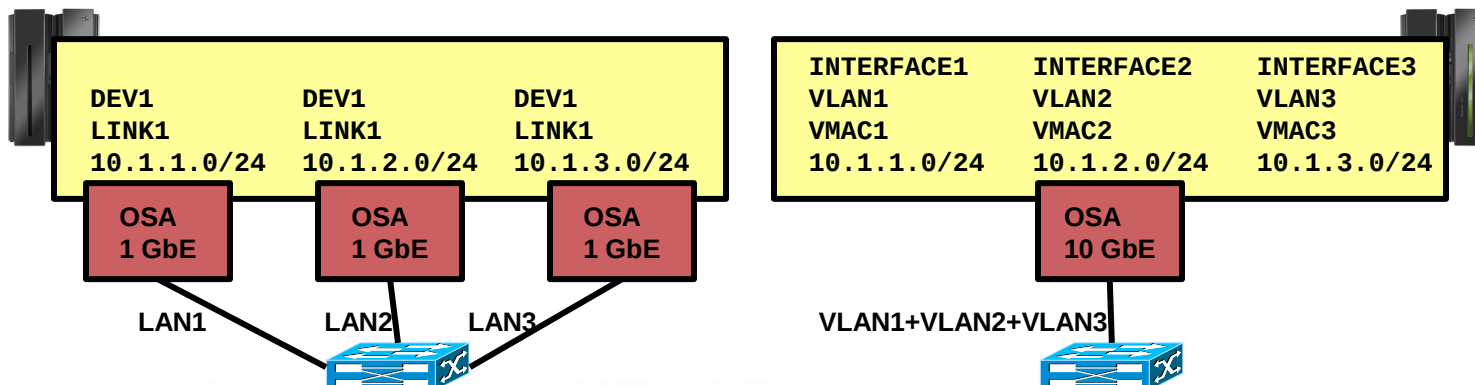 DEV1 DEV1 DEV1
LINK1 LINK1 LINK1
10.1.1.0/24 10.1.2.0/24 10.1.3.0/24
OSA OSA OSA
1 GbE 1 GbE 1 GbE
LAN1 LAN2 LAN3
INTERFACE1 INTERFACE2 INTERFACE3
VLAN1 VLAN2 VLAN3
VMAC1 VMAC2 VMAC3
10.1.1.0/24 10.1.2.0/24 10.1.3.0/24
OSA
10 GbE
VLAN1+VLAN2+VLAN3